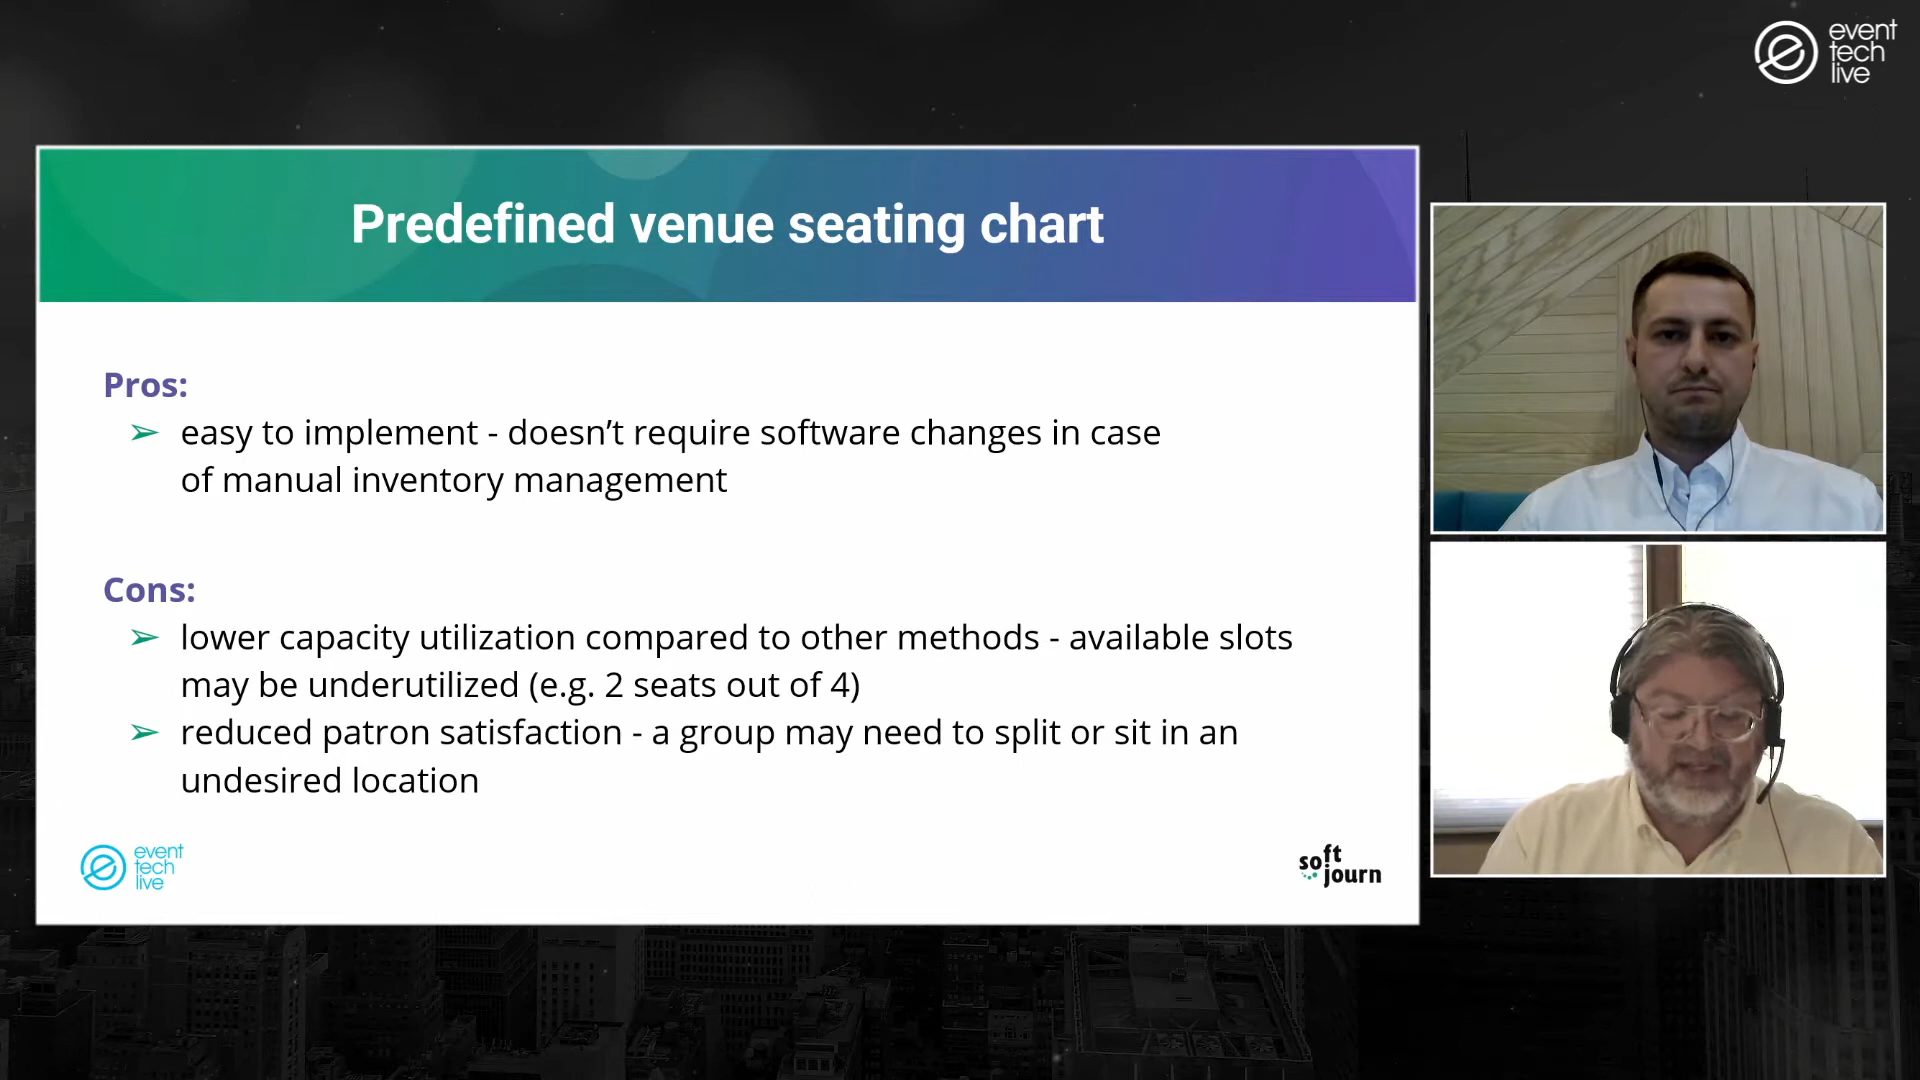 event
tech
live
Predefined venue seating chart
Pros:
➢ easy to implement - doesn’t require software changes in case
of manual inventory management
Cons:
➢ lower capacity utilization compared to other methods - available slots
may be underutilized (e.g. 2 seats out of 4)
➢ reduced patron satisfaction - a group may need to split or sit in an
undesired location
event
tech
live
soft
journ